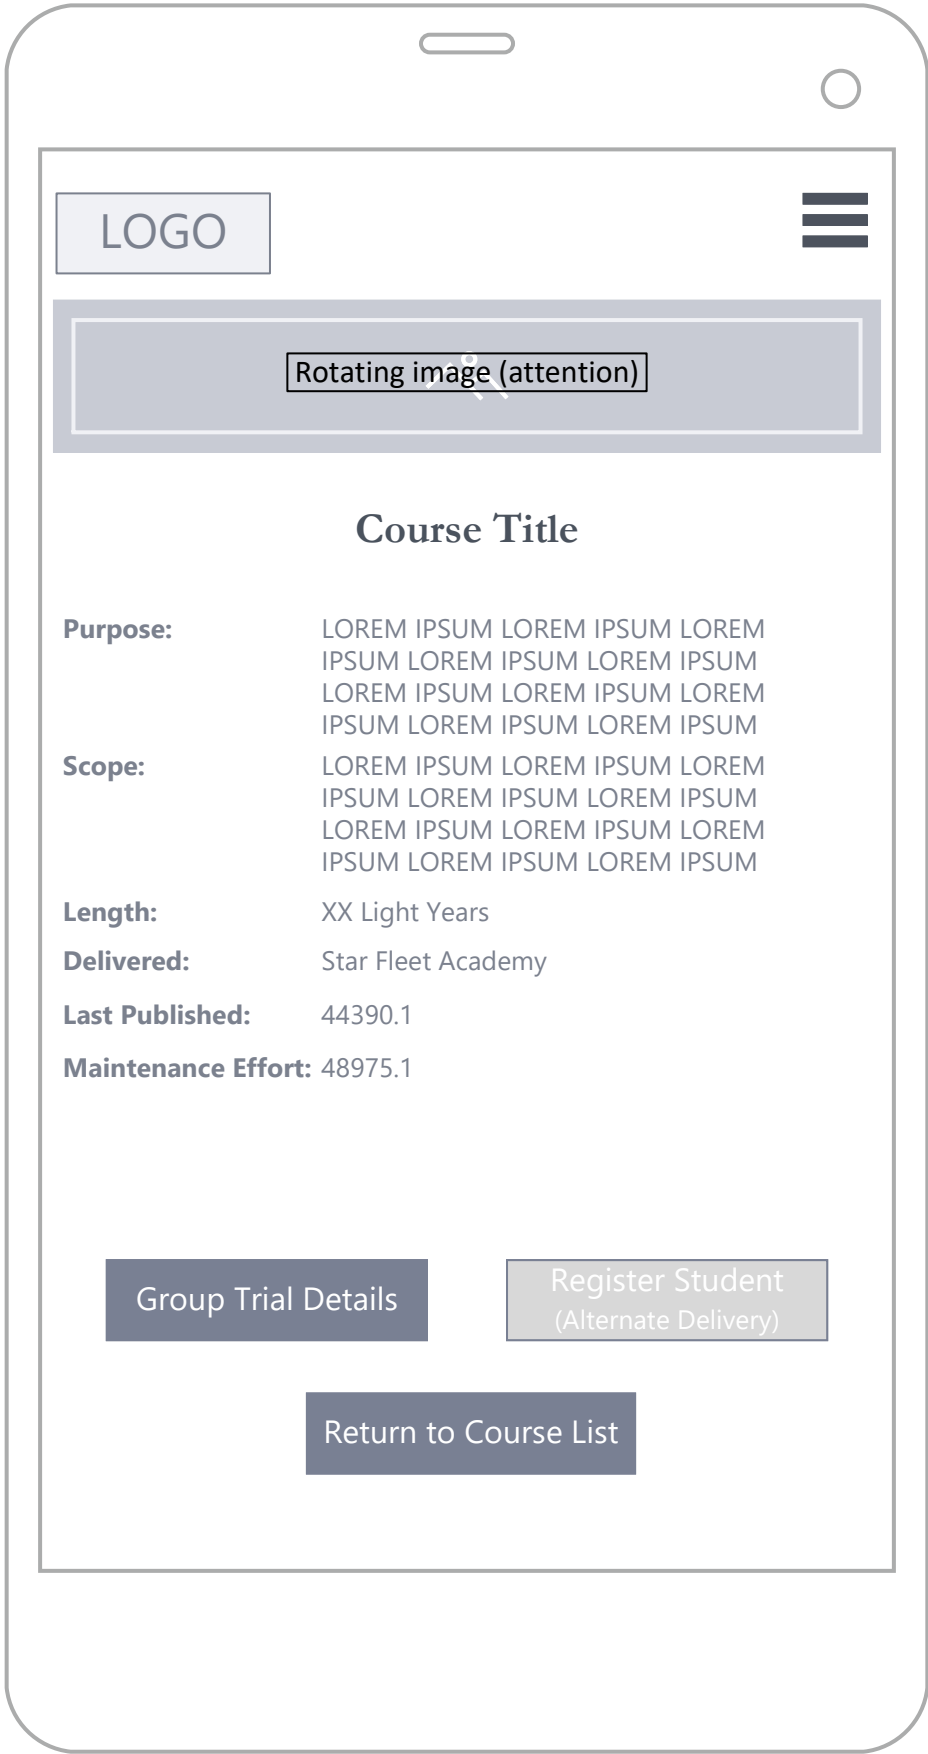 LOGO
Rotating image (attention)
Course Title
Purpose: LOREM IPSUM LOREM IPSUM LOREM
IPSUM LOREM IPSUM LOREM IPSUM
LOREM IPSUM LOREM IPSUM LOREM
IPSUM LOREM IPSUM LOREM IPSUM
Scope: LOREM IPSUM LOREM IPSUM LOREM
IPSUM LOREM IPSUM LOREM IPSUM
LOREM IPSUM LOREM IPSUM LOREM
IPSUM LOREM IPSUM LOREM IPSUM
Length: XX Light Years
Delivered: Star Fleet Academy
Last Published: 44390.1
Maintenance Effort: 48975.1
Group Trial Details
Register Student
(Alternate Delivery)
Return to Course List